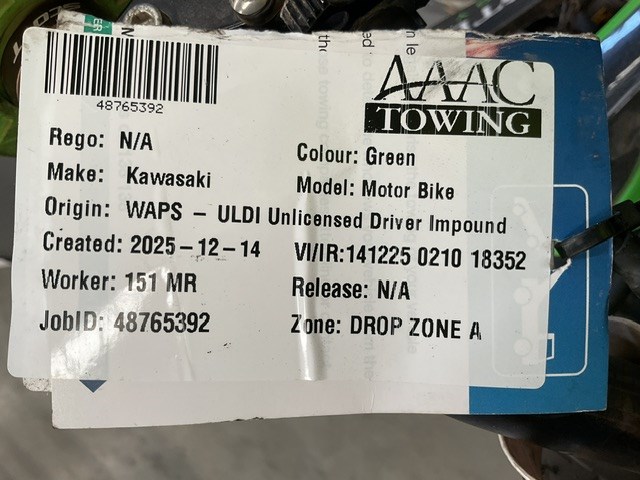 AAAC
TOWING
48765392
Rego: N/A
Colour: Green
Make: Kawasaki
Model: Motor Bike
Origin: WAPS - ULDI Unlicensed Driver Impound
Created: 2025-12-14
VI/IR:141225 0210 18352
Worker: 151 MR
Release: N/A
JobID: 48765392
Zone: DROP ZONE A